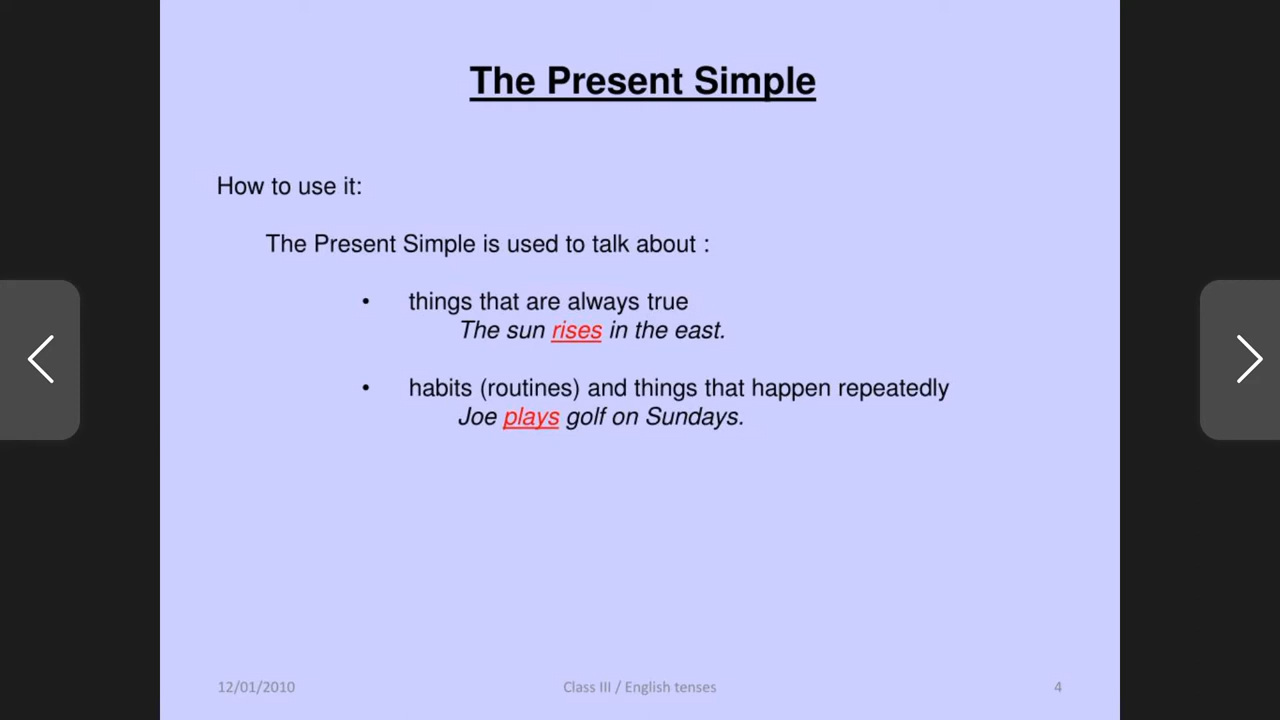 The Present Simple
How to use it:
The Present Simple is used to talk about :
• things that are always true
The sun rises in the east.
• habits (routines) and things that happen repeatedly
Joe plays golf on Sundays.
12/01/2010
Class III / English tenses
4